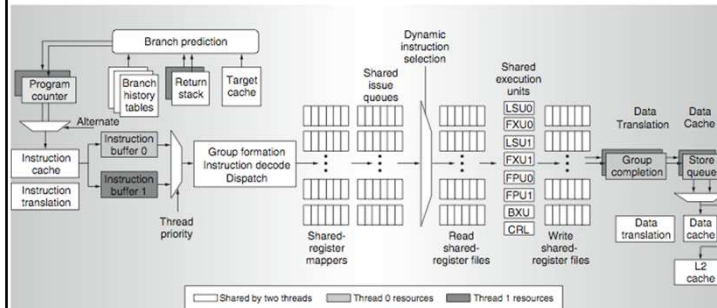 Branch prediction
Program
counter
Branch
history
tables
Return
stack
Target
cache
Alternate
Instruction
cache
Instruction
translation
Instruction
buffer 0
Instruction
buffer 1
Thread
priority
Group formation
Instruction decode
Dispatch
Shared-
register
mappers
Shared
issue
queues
Dynamic
instruction
selection
Read
shared-
register files
Shared
execution
units
LSU0
FXU0
LSU1
FXU1
FPU0
FPU1
BXU
CRL
Write
shared-
register files
Data
Translation
Group
completion
Data
Cache
Store
queue
Data
translation
Data
cache
L2
cache
Shared by two threads
Thread 0 resources
Thread 1 resources